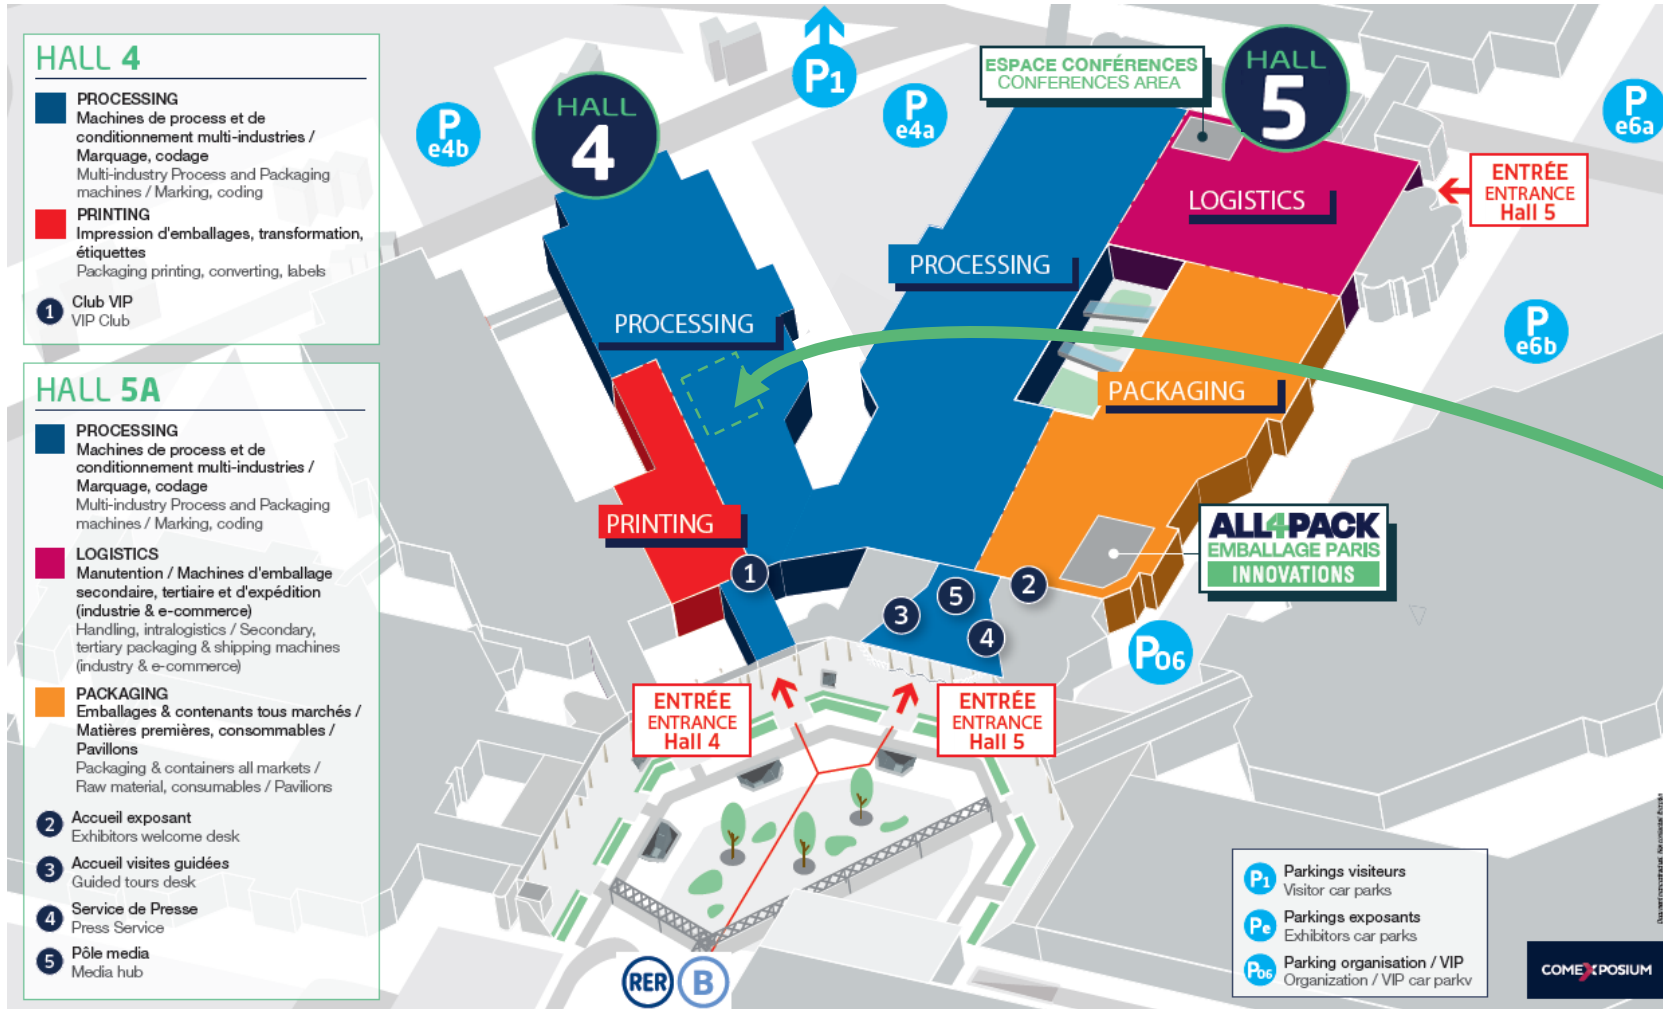 HALL 4
PROCESSING
Machines de process et de
conditionnement multi-industries /
Marquage, codage
Multi-industry Process and Packaging
machines / Marking, coding
PRINTING
Impression d'emballages, transformation,
étiquettes
Packaging printing, converting, labels
1 Club VIP
VIP Club
HALL 5A
PROCESSING
Machines de process et de
conditionnement multi-industries /
Marquage, codage
Multi-industry Process and Packaging
machines / Marking, coding
LOGISTICS
Manutention / Machines d'emballage
secondaire, tertiaire et d'expédition
(industrie & e-commerce)
Handling, intralogistics / Secondary,
tertiary packaging & shipping machines
(industry & e-commerce)
PACKAGING
Emballages & contenants tous marchés /
Matières premières, consommables /
Pavillons
Packaging & containers all markets /
Raw material, consumables / Pavilions
2 Accueil exposant
Exhibitors welcome desk
3 Accueil visites guidées
Guided tours desk
4 Service de Presse
Press Service
5 Pôle media
Media hub
P1
P
e4b
HALL
4
P
e4a
ESPACE CONFÉRENCES
CONFERENCES AREA
HALL
5
P
e6a
ENTRÉE
ENTRANCE
Hall 5
LOGISTICS
PROCESSING
PROCESSING
P
e6b
PACKAGING
PRINTING
ALL4PACK
EMBALLAGE PARIS
INNOVATIONS
1
2
3
5
4
P06
ENTRÉE
ENTRANCE
Hall 4
ENTRÉE
ENTRANCE
Hall 5
RER B
P1 Parkings visiteurs
Visitor car parks
Pe Parkings exposants
Exhibitors car parks
P06 Parking organisation / VIP
Organization / VIP car parkv
COMEXPOSIUM